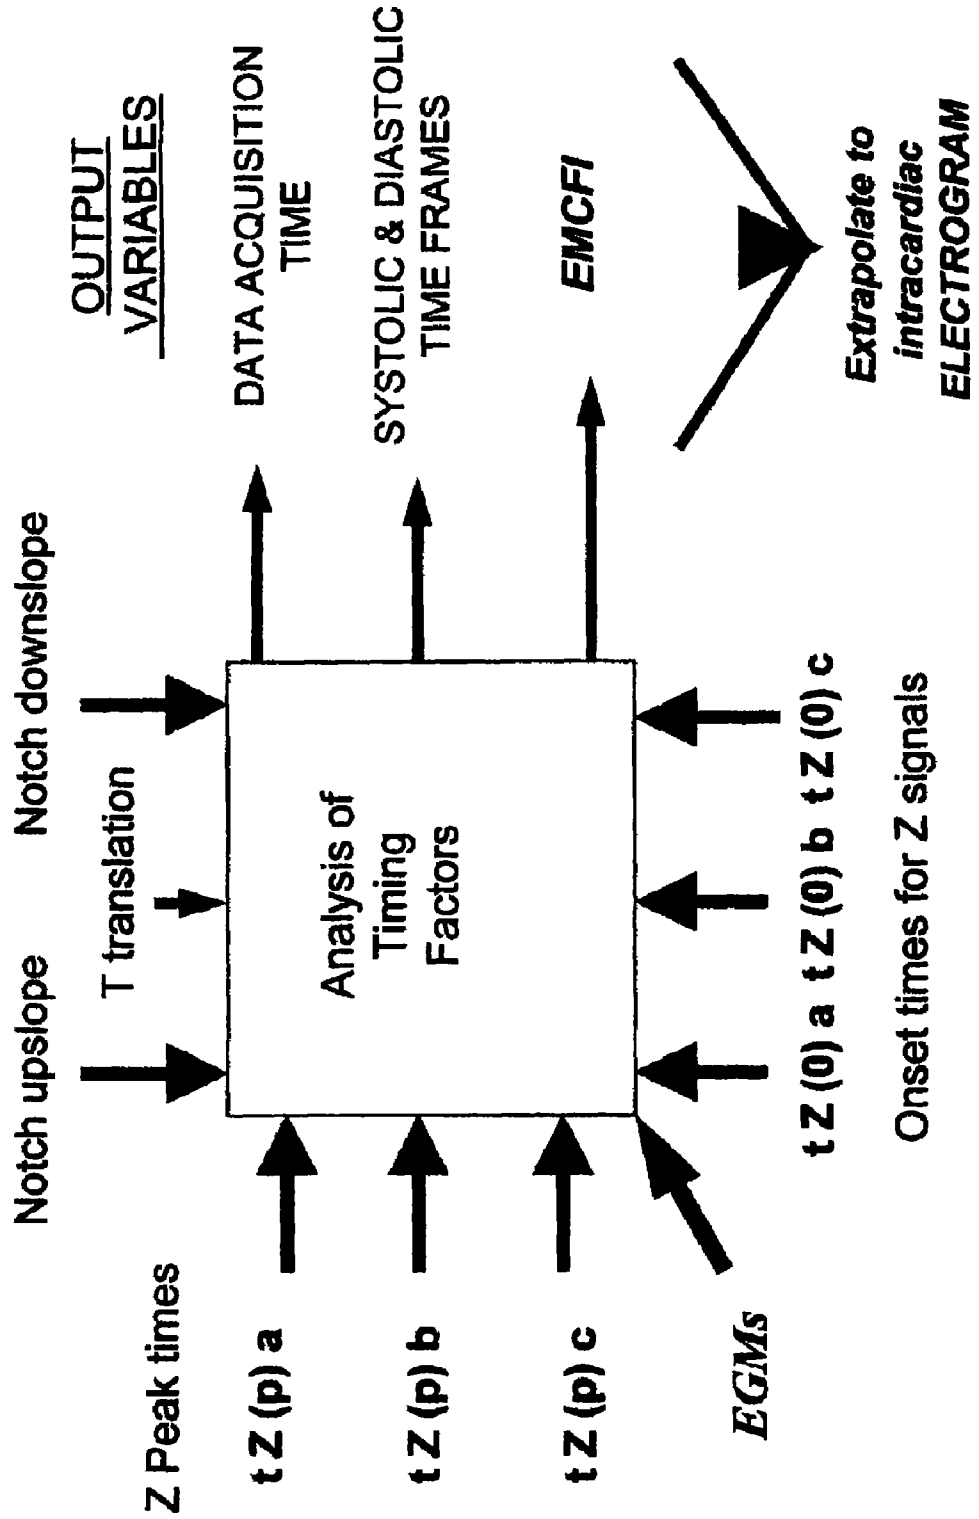 Notch upslope
T translation
Notch downslope
OUTPUT
VARIABLES
Z Peak times
t Z (p) a
t Z (p) b
t Z (p) c
EGMs
Analysis of
Timing
Factors
DATA ACQUISITION
TIME
SYSTOLIC & DIASTOLIC
TIME FRAMES
EMCFI
t Z (0) a t Z (0) b t Z (0) c
Onset times for Z signals
Extrapolate to
intracardiac
ELECTROGRAM